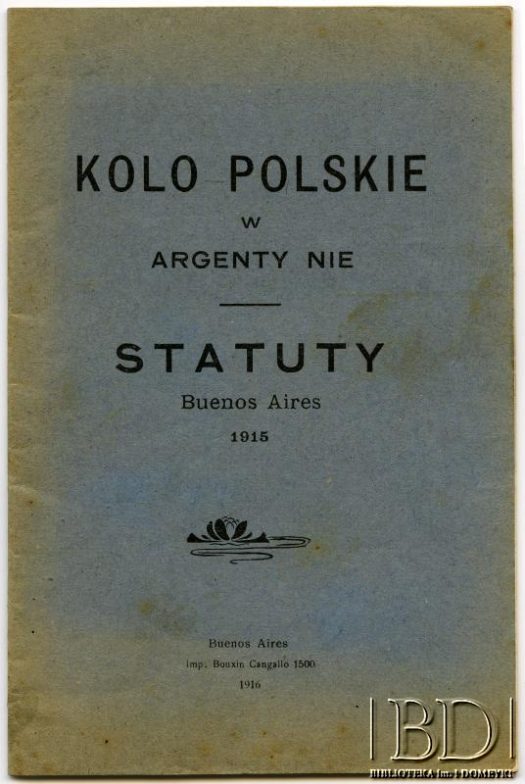 KOLO POLSKIE
W
ARGENTY NIE
STATUTY
Buenos Aires
1915
Buenos Aires
Imp. Bouxin Cangallo 1500
1916
|BD|
BIBLIOTEKA im. I DOMEYKI